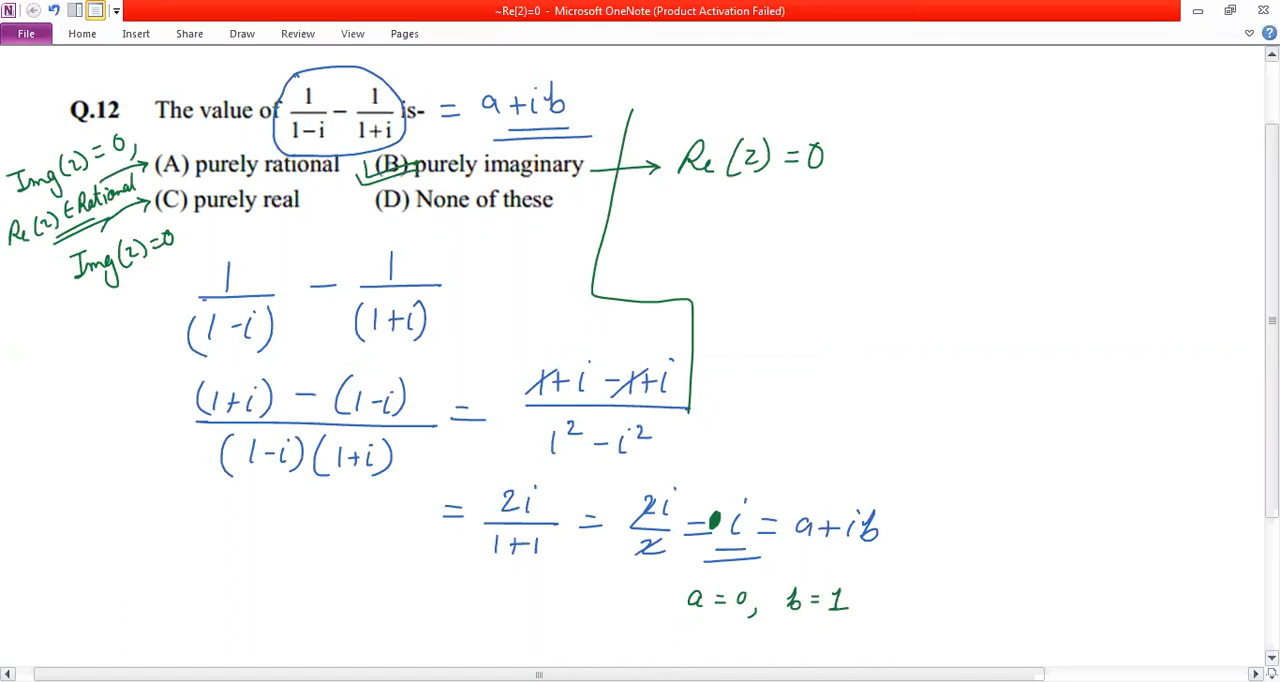 ~Re[2]=0 - Microsoft OneNote (Product Activation Failed)
File Home Insert Share Draw Review View Pages
Q.12 The value of 1/(1−i) − 1/(1+i) is- = a+ib
(A) purely rational (B) purely imaginary → Re(z)=0
(C) purely real (D) None of these
Img(z)=0,
Re(z)∈Rational
Img(z)=0
1/(1-i) − 1/(1+i)
((1+i) − (1-i))/((1-i)(1+i)) = (1+i −1+i)/(1² − i²)
= 2i/(1+1) = 2i/2 = i = a+ib
a=0, b=1